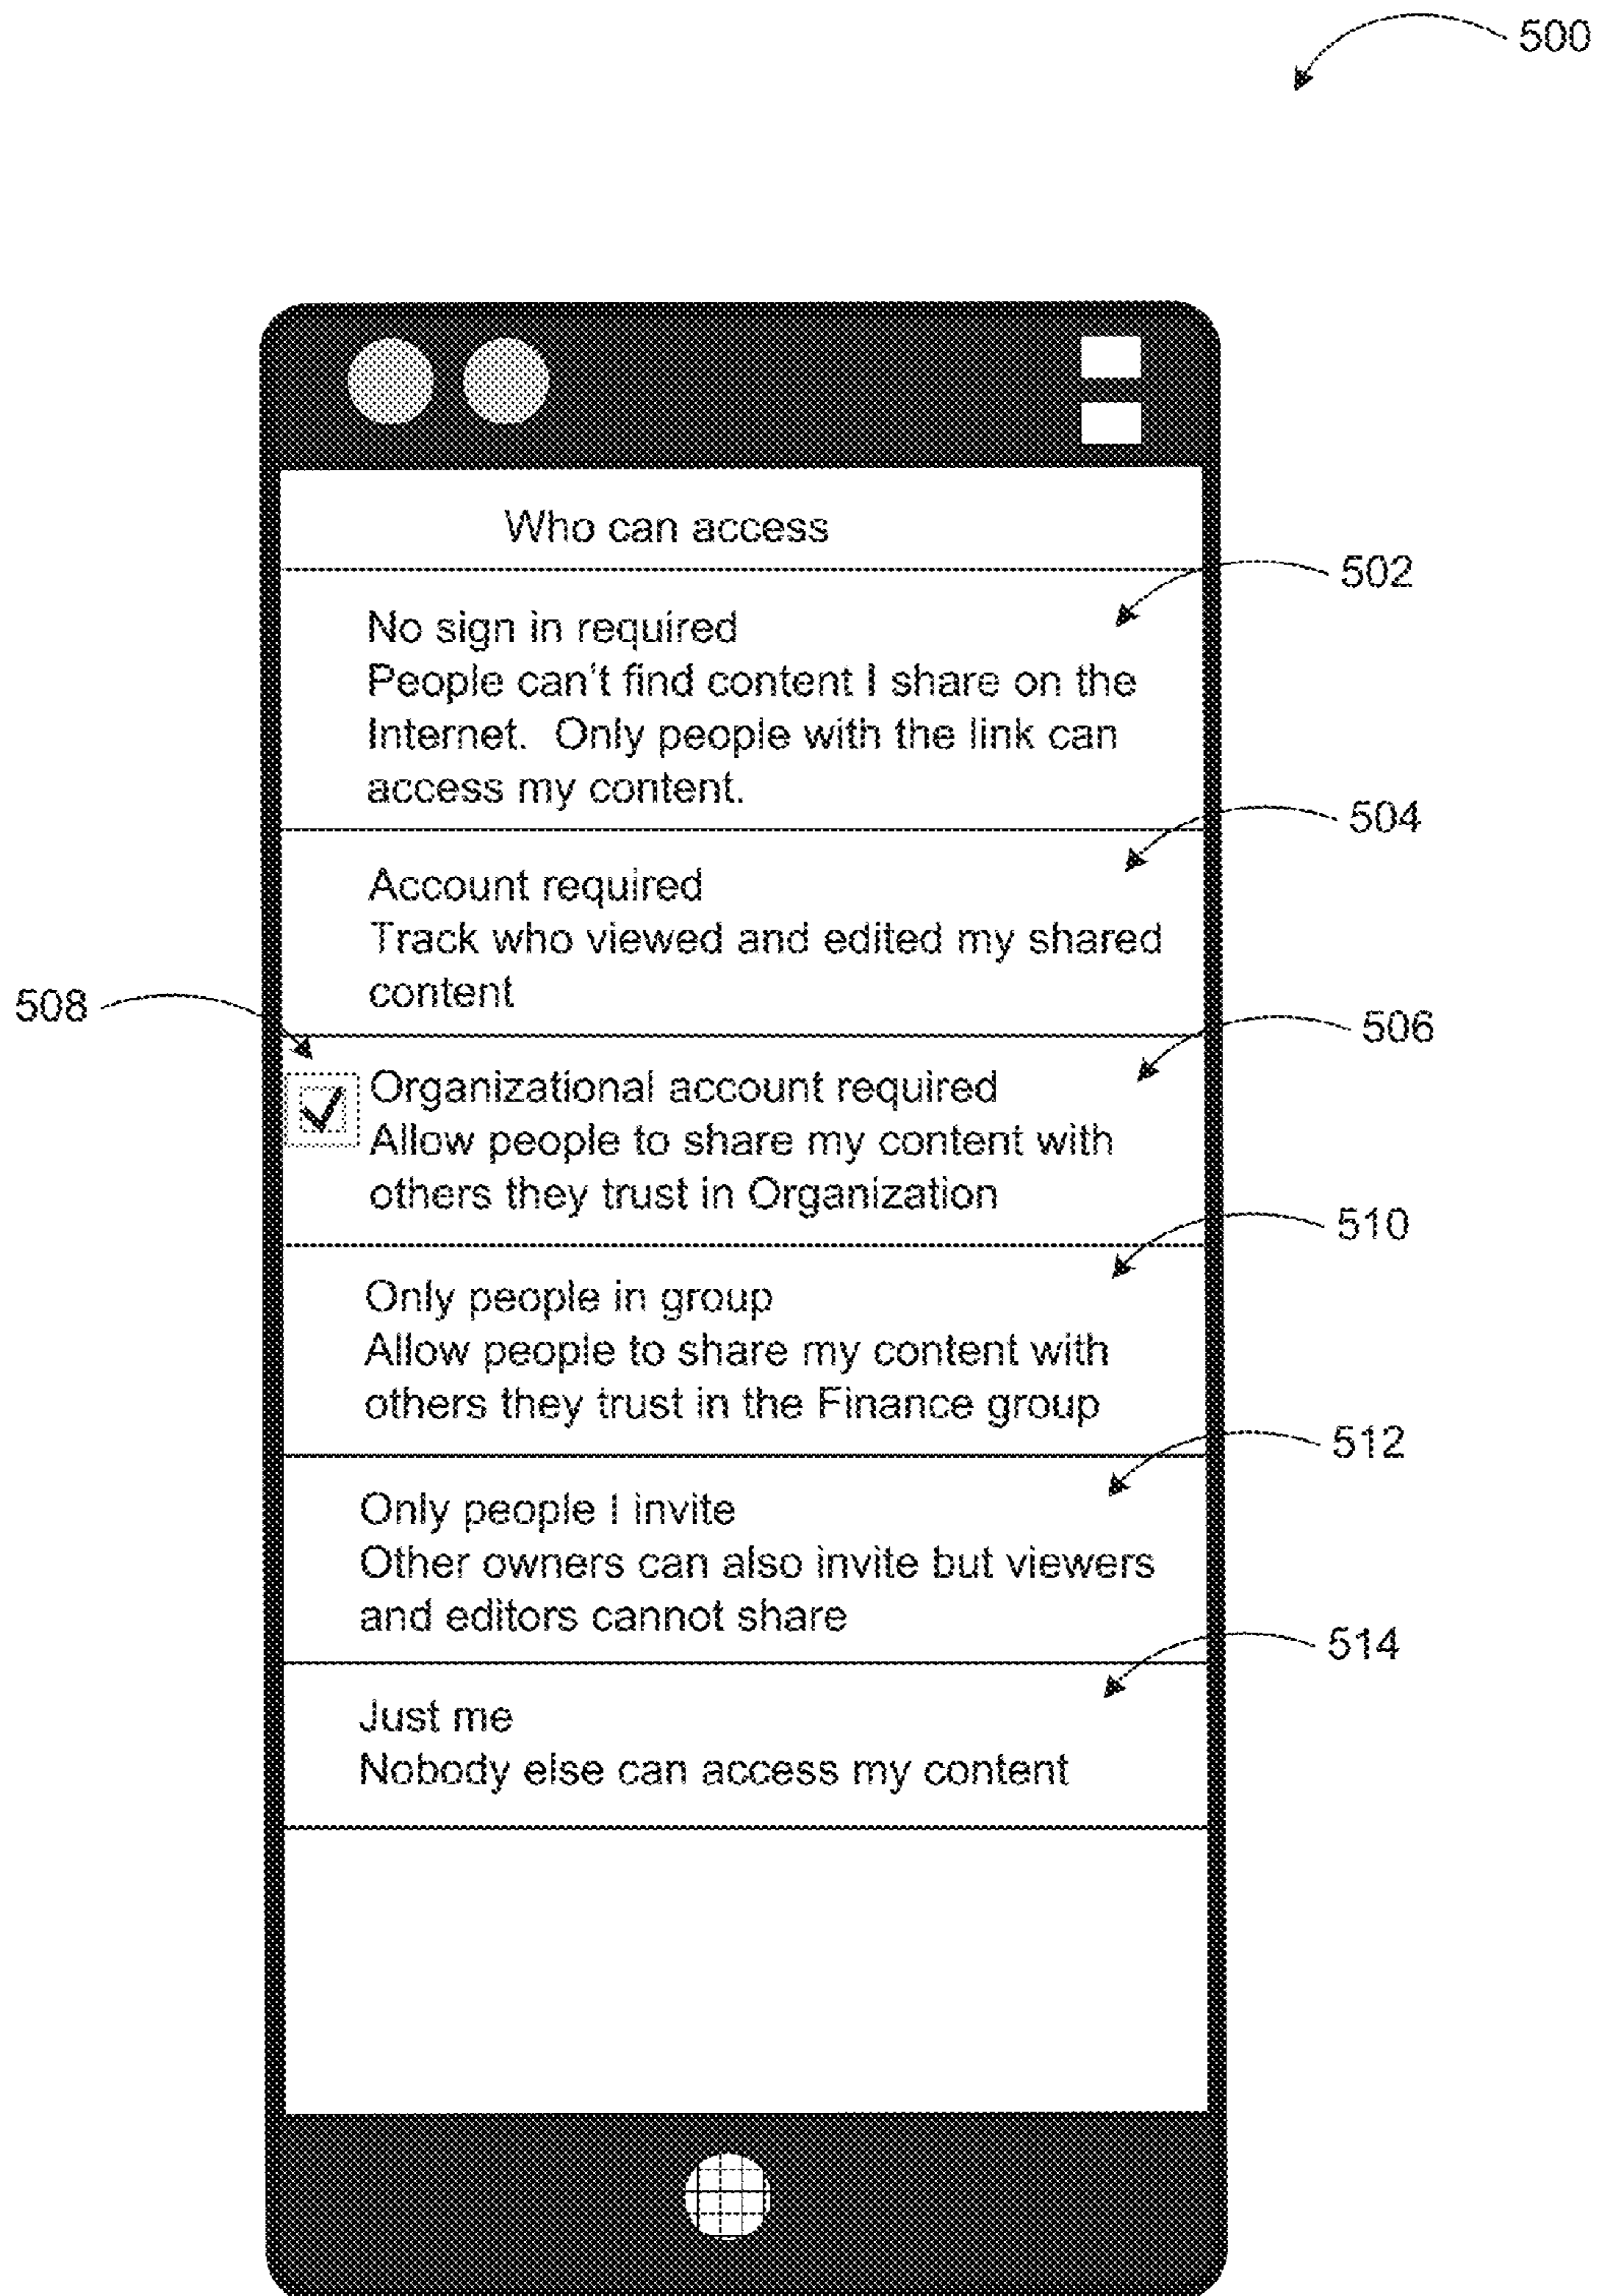 500
Who can access
502
No sign in required
People can't find content I share on the
Internet.  Only people with the link can
access my content.
504
Account required
Track who viewed and edited my shared
content
508
506
Organizational account required
Allow people to share my content with
others they trust in Organization
510
Only people in group
Allow people to share my content with
others they trust in the Finance group
512
Only people I invite
Other owners can also invite but viewers
and editors cannot share
514
Just me
Nobody else can access my content